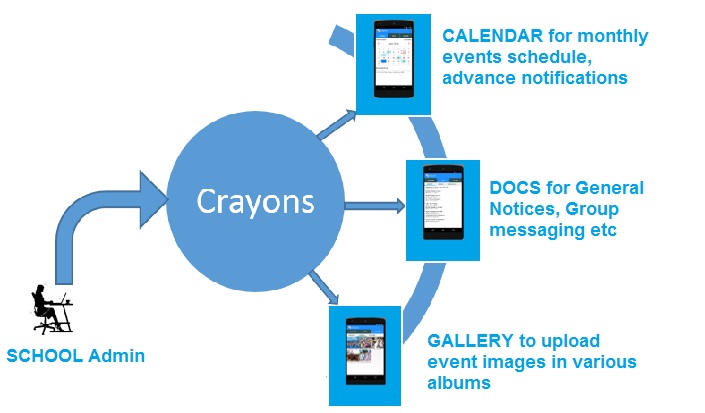 CALENDAR for monthly
events schedule,
advance notifications
Crayons
DOCS for General
Notices, Group
messaging etc
SCHOOL Admin
GALLERY to upload
event images in various
albums